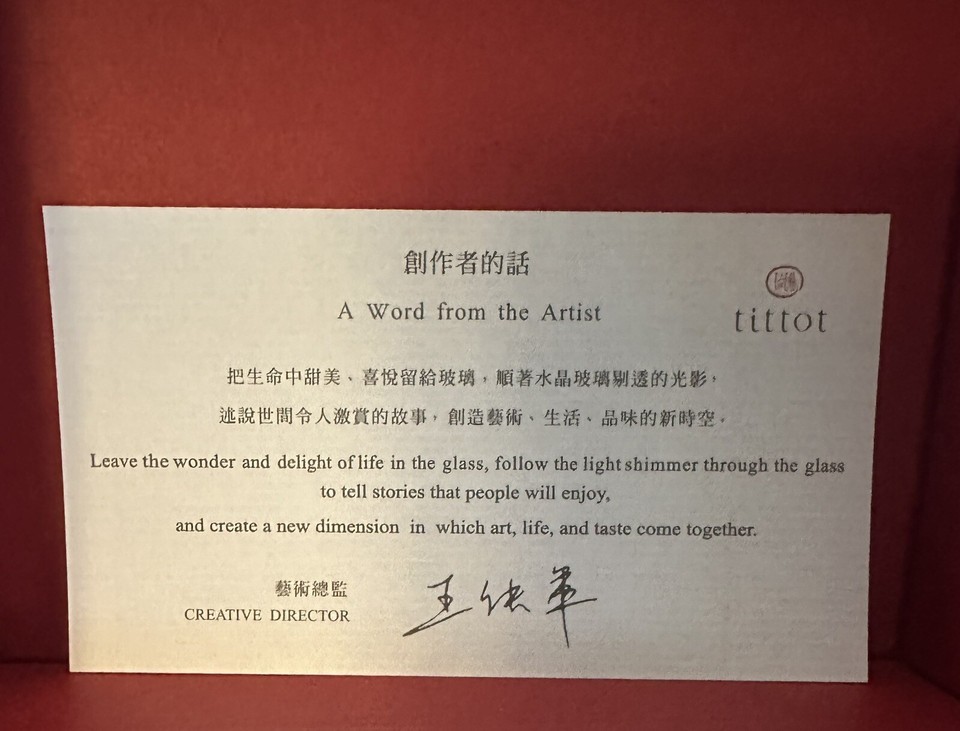 創作者的話
A Word from the Artist
tittot
把生命中甜美、喜悅留給玻璃，順著水晶玻璃剔透的光影，
述說世間令人激賞的故事，創造藝術、生活、品味的新時空。
Leave the wonder and delight of life in the glass, follow the light shimmer through the glass
to tell stories that people will enjoy,
and create a new dimension in which art, life, and taste come together.
藝術總監
CREATIVE DIRECTOR
王